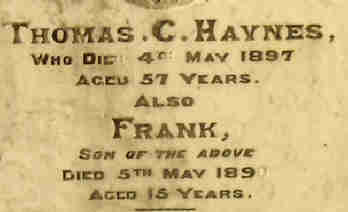 THOMAS.C.HAYNES,
WHO DIED 4TH MAY 1897
AGED 57 YEARS.
ALSO
FRANK,
SON OF THE ABOVE
DIED 5TH MAY
AGED 15 YEARS.